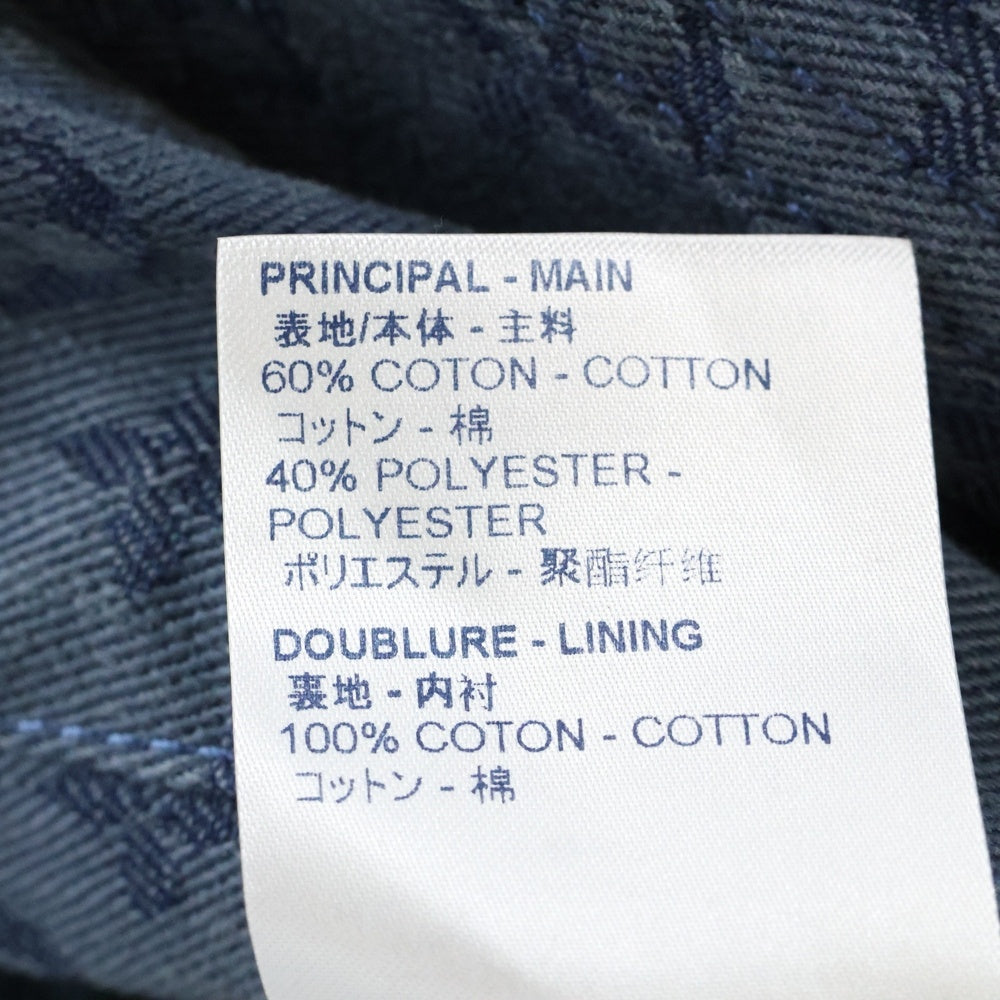 PRINCIPAL - MAIN
表地/本体 - 主料
60% COTON - COTTON
コットン - 棉
40% POLYESTER -
POLYESTER
ポリエステル - 聚酯纤维
DOUBLURE - LINING
裏地 - 内衬
100% COTON - COTTON
コットン - 棉